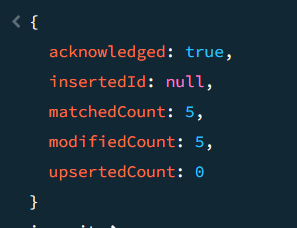 {
acknowledged: true,
insertedId: null,
matchedCount: 5,
modifiedCount: 5,
upsertedCount: 0
}